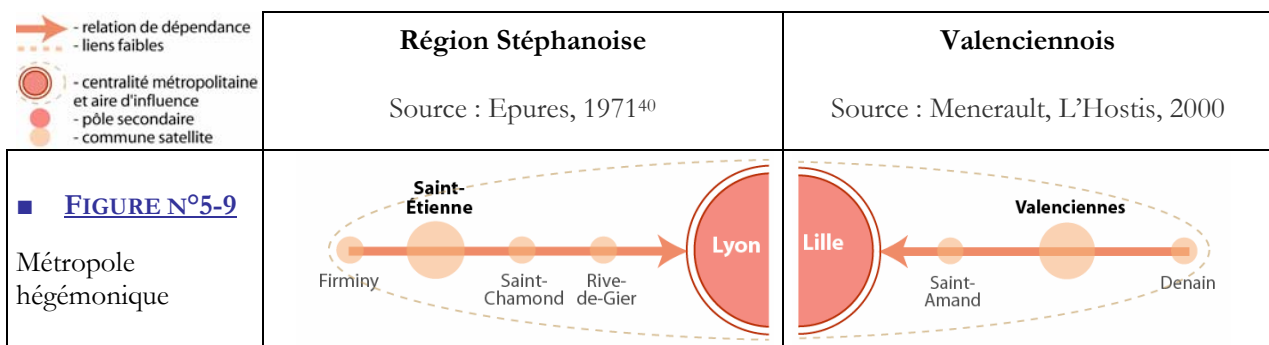 - relation de dépendance
- liens faibles
- centralité métropolitaine
et aire d'influence
- pôle secondaire
- commune satellite
Région Stéphanoise
Source : Epures, 1971⁴⁰
Valenciennois
Source : Menerault, L'Hostis, 2000
■ FIGURE N°5-9
Métropole
hégémonique
Saint-
Étienne
Firminy
Saint-
Chamond
Rive-
de-Gier
Lyon
Lille
Valenciennes
Saint-
Amand
Denain